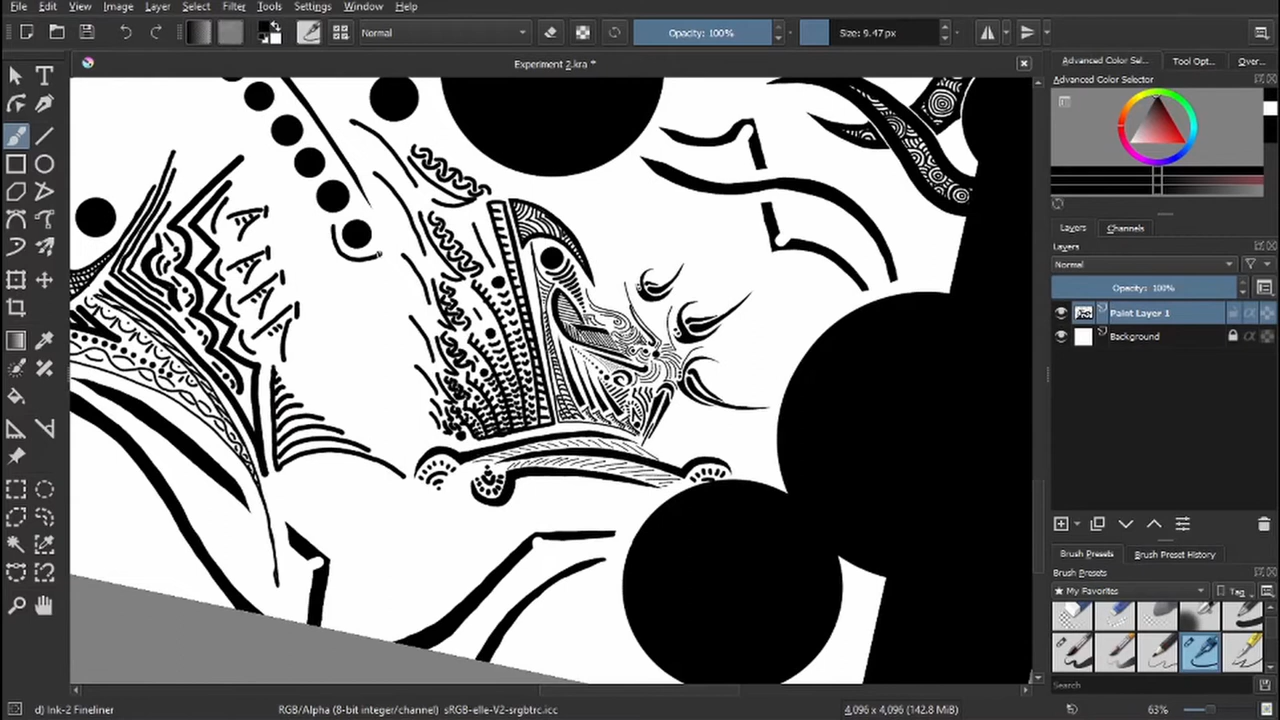 File Edit View Image Layer Select Filter Tools Settings Window Help
Normal Opacity: 100% Size: 9.47 px
Experiment 2.kra *
Advanced Color Sel... Tool Opt... Over...
Advanced Color Selector
Layers Channels
Layers
Normal
Opacity: 100%
Paint Layer 1
Background
Brush Presets Brush Preset History
Brush Presets
★ My Favorites Tag
Search
d) Ink-2 Fineliner RGB/Alpha (8-bit integer/channel) sRGB-elle-V2-srgbtrc.icc 4,096 x 4,096 (142.8 MiB) 63%